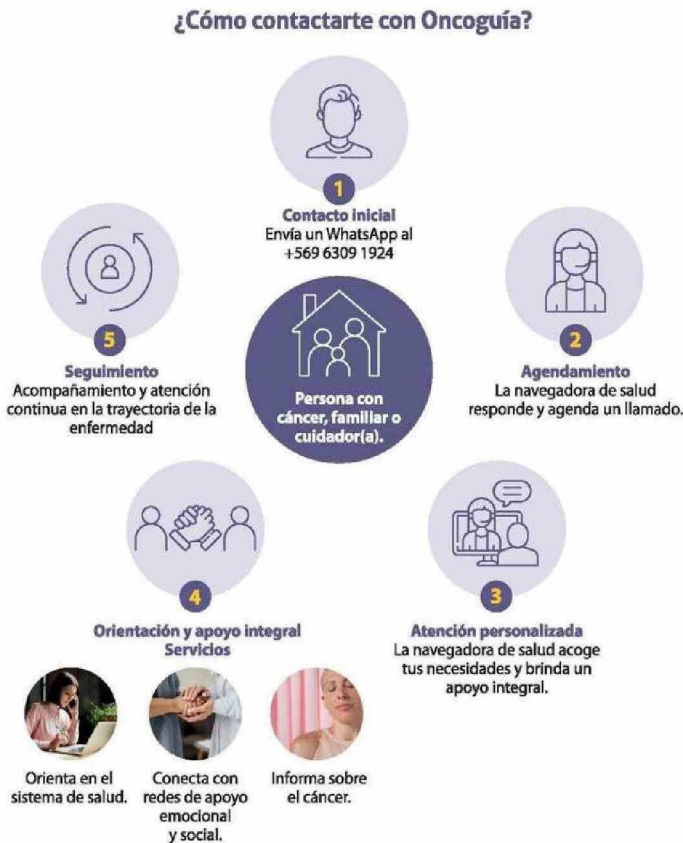 ¿Cómo contactarte con Oncoguía?
1
Contacto inicial
Envía un WhatsApp al
+569 6309 1924
2
Agendamiento
La navegadora de salud
responde y agenda un llamado.
3
Atención personalizada
La navegadora de salud acoge
tus necesidades y brinda un
apoyo integral.
4
Orientación y apoyo integral
Servicios
Orienta en el
sistema de salud.
Conecta con
redes de apoyo
emocional
y social.
Informa sobre
el cáncer.
5
Seguimiento
Acompañamiento y atención
continua en la trayectoria de la
enfermedad
Persona con
cáncer, familiar o
cuidador(a).